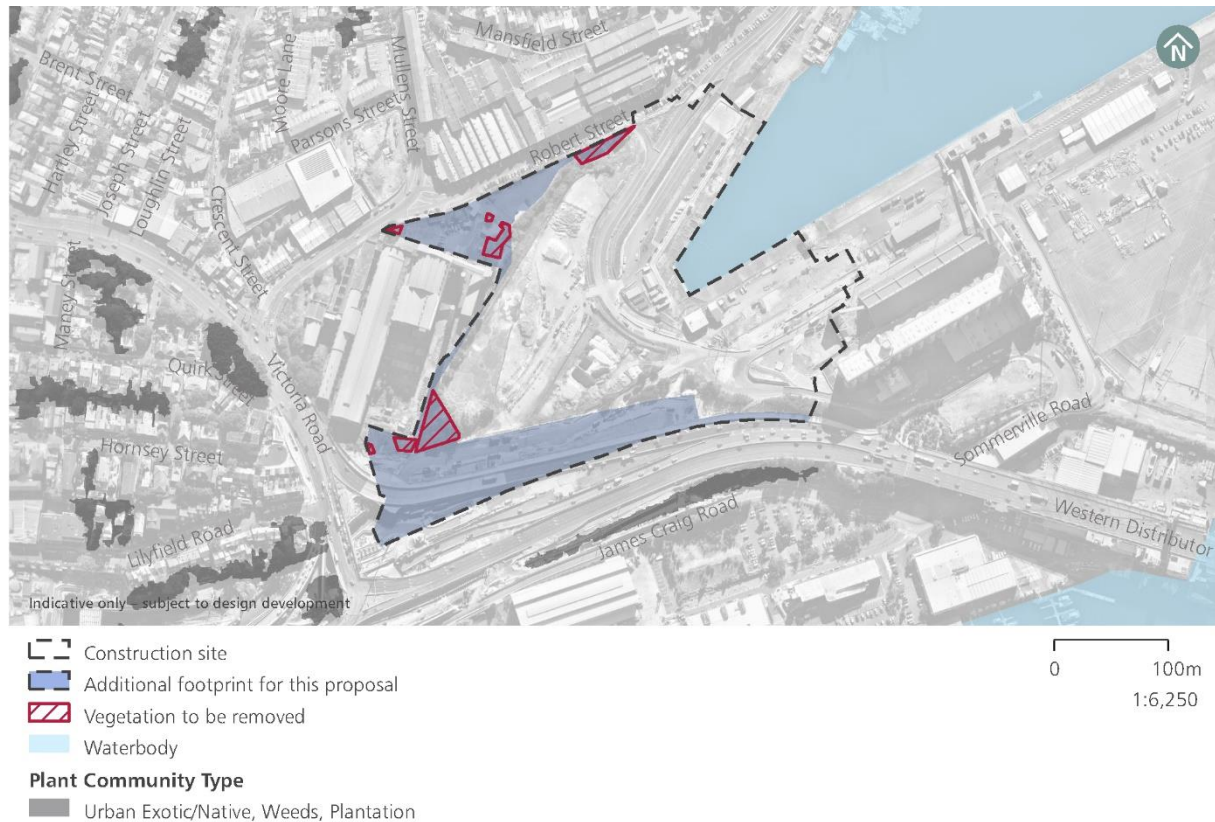 Mansfield Street
N
Brent Street
Moore Lane
Mullens Street
Parsons Street
Hartley Street
Joseph Street
Loughlin Street
Robert Street
Crescent Street
Maney Street
Quirk Street
Victoria Road
Hornsey Street
Sommerville Road
Lilyfield Road
James Craig Road
Western Distributor
Indicative only – subject to design development
Construction site
Additional footprint for this proposal
Vegetation to be removed
Waterbody
Plant Community Type
Urban Exotic/Native, Weeds, Plantation
0 100m
1:6,250